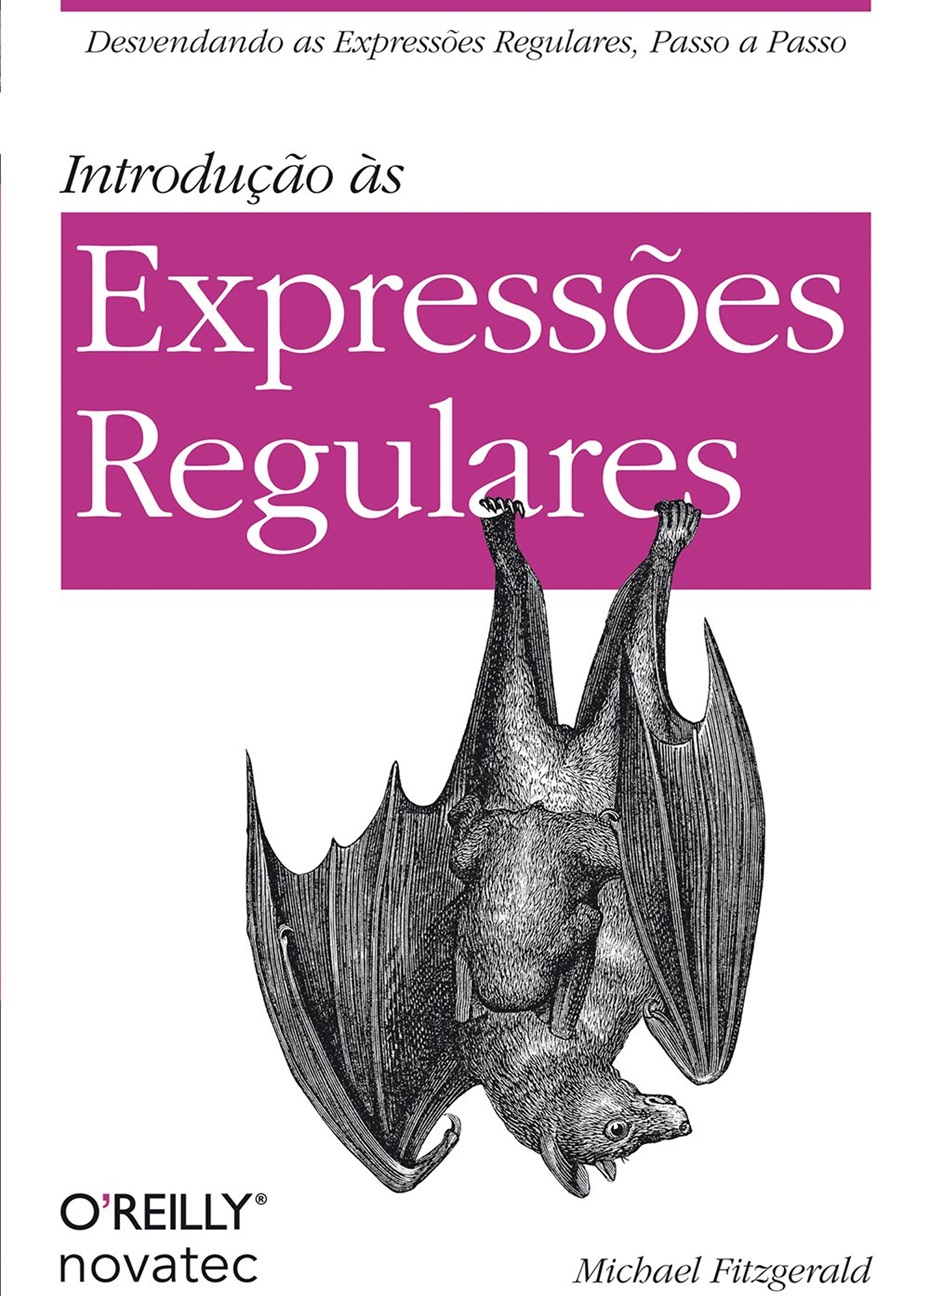 Desvendando as Expressões Regulares, Passo a Passo
Introdução às
Expressões
Regulares
O'REILLY®
novatec
Michael Fitzgerald